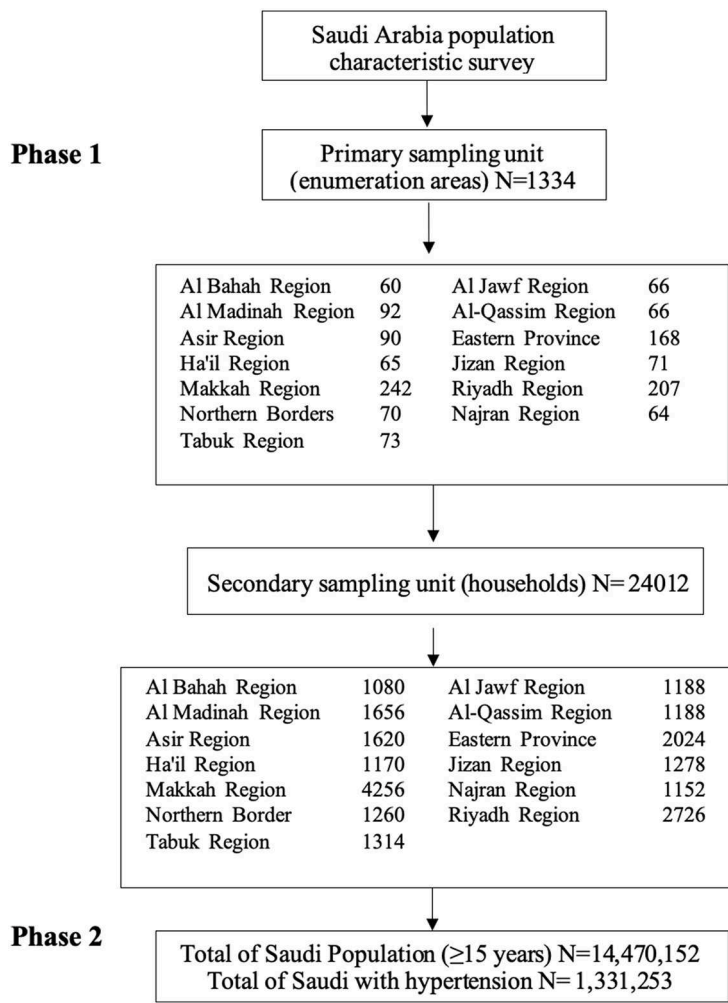 Saudi Arabia population
characteristic survey
Phase 1
Primary sampling unit
(enumeration areas) N=1334
Al Bahah Region 60 Al Jawf Region 66
Al Madinah Region 92 Al-Qassim Region 66
Asir Region 90 Eastern Province 168
Ha'il Region 65 Jizan Region 71
Makkah Region 242 Riyadh Region 207
Northern Borders 70 Najran Region 64
Tabuk Region 73
Secondary sampling unit (households) N=24012
Al Bahah Region 1080 Al Jawf Region 1188
Al Madinah Region 1656 Al-Qassim Region 1188
Asir Region 1620 Eastern Province 2024
Ha'il Region 1170 Jizan Region 1278
Makkah Region 4256 Najran Region 1152
Northern Border 1260 Riyadh Region 2726
Tabuk Region 1314
Phase 2
Total of Saudi Population (≥15 years) N=14,470,152
Total of Saudi with hypertension N= 1,331,253